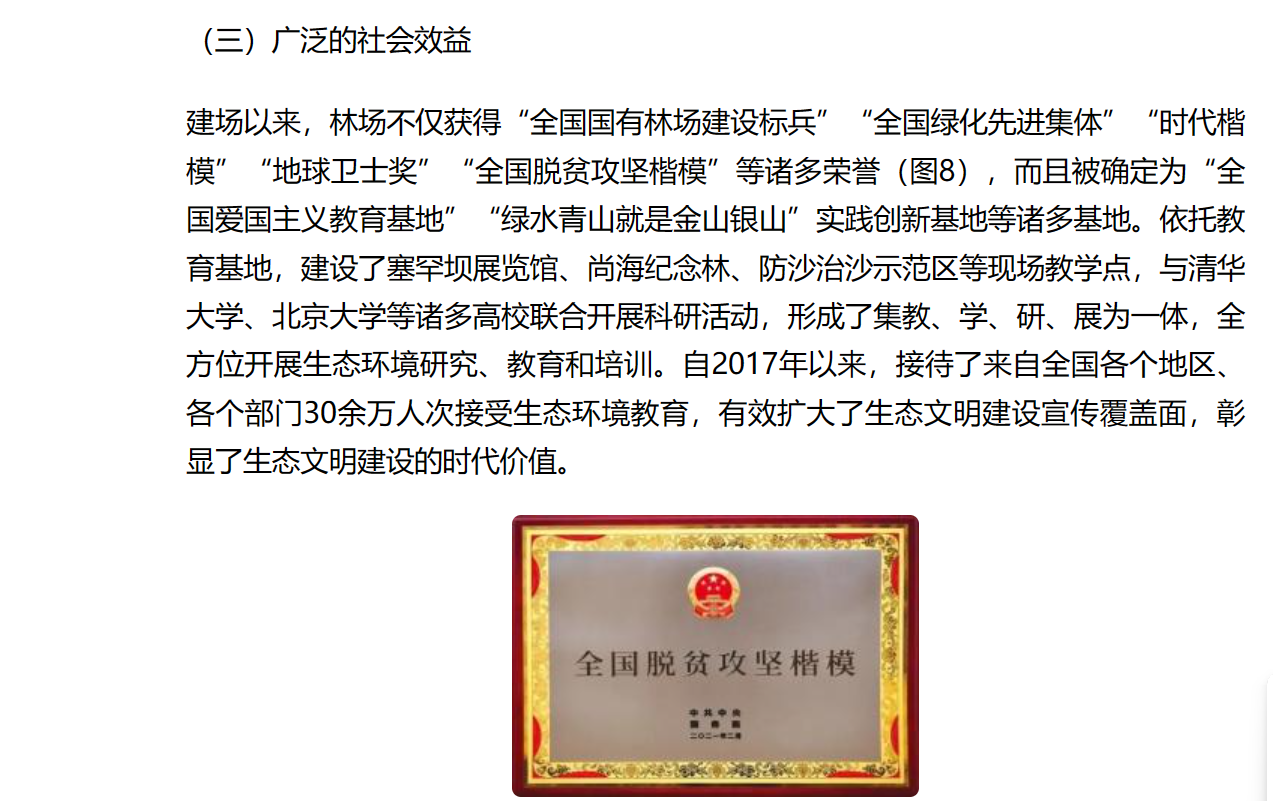 （三）广泛的社会效益
建场以来，林场不仅获得“全国国有林场建设标兵”“全国绿化先进集体”“时代楷
模”“地球卫士奖”“全国脱贫攻坚楷模”等诸多荣誉（图8），而且被确定为“全
国爱国主义教育基地”“绿水青山就是金山银山”实践创新基地等诸多基地。依托教
育基地，建设了塞罕坝展览馆、尚海纪念林、防沙治沙示范区等现场教学点，与清华
大学、北京大学等诸多高校联合开展科研活动，形成了集教、学、研、展为一体，全
方位开展生态环境研究、教育和培训。自2017年以来，接待了来自全国各个地区、
各个部门30余万人次接受生态环境教育，有效扩大了生态文明建设宣传覆盖面，彰
显了生态文明建设的时代价值。
全国脱贫攻坚楷模
中共中央
国务院
二〇二一年二月